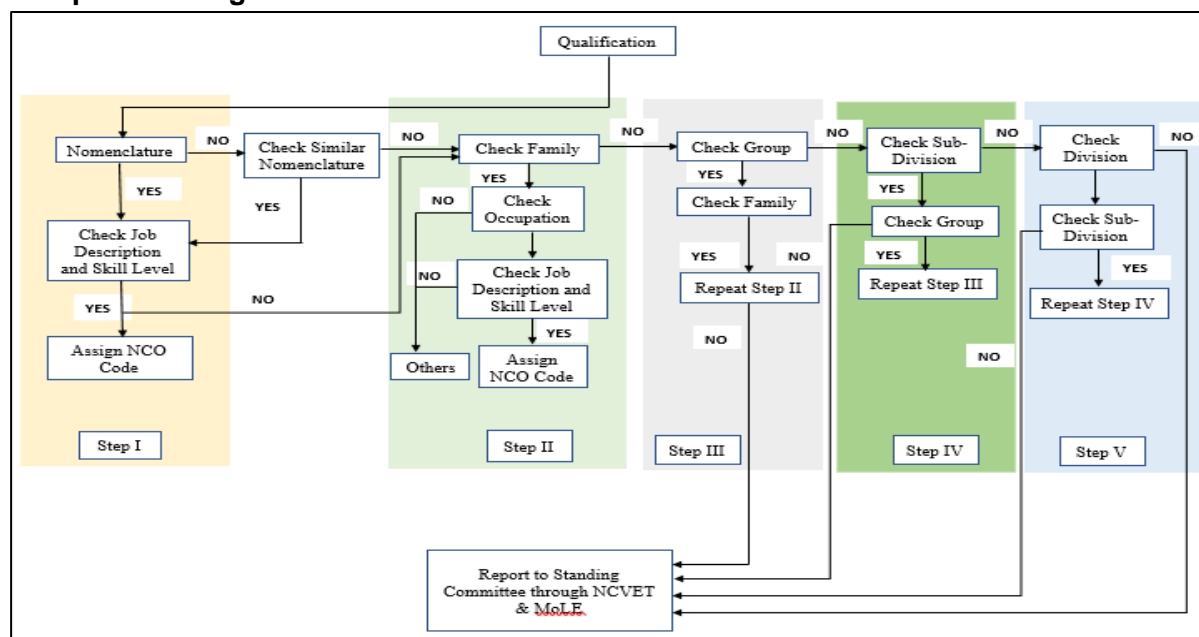 Qualification
Nomenclature
NO
Check Similar
Nomenclature
NO
Check Family
NO
Check Group
NO
Check Sub-
Division
NO
Check
Division
NO
YES
YES
Check Job
Description
and Skill Level
YES
NO
Assign NCO
Code
Step I
YES
NO
Check
Occupation
NO
Check Job
Description and
Skill Level
YES
Others
Assign
NCO Code
Step II
YES
Check Family
YES
NO
Repeat Step II
NO
Step III
YES
Check Group
YES
Repeat Step III
NO
Step IV
Check Sub-
Division
YES
Repeat Step IV
Step V
Report to Standing
Committee through NCVET
& MoLE